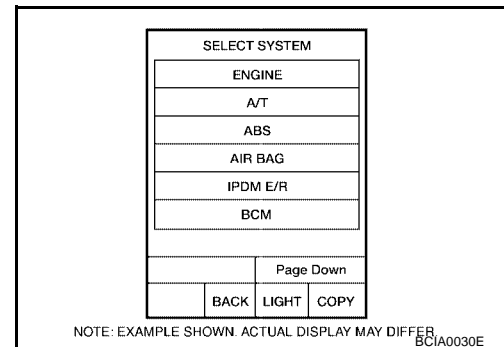 SELECT SYSTEM
ENGINE
A/T
ABS
AIR BAG
IPDM E/R
BCM
Page Down
BACK LIGHT COPY
NOTE: EXAMPLE SHOWN. ACTUAL DISPLAY MAY DIFFER.
BCIA0030E